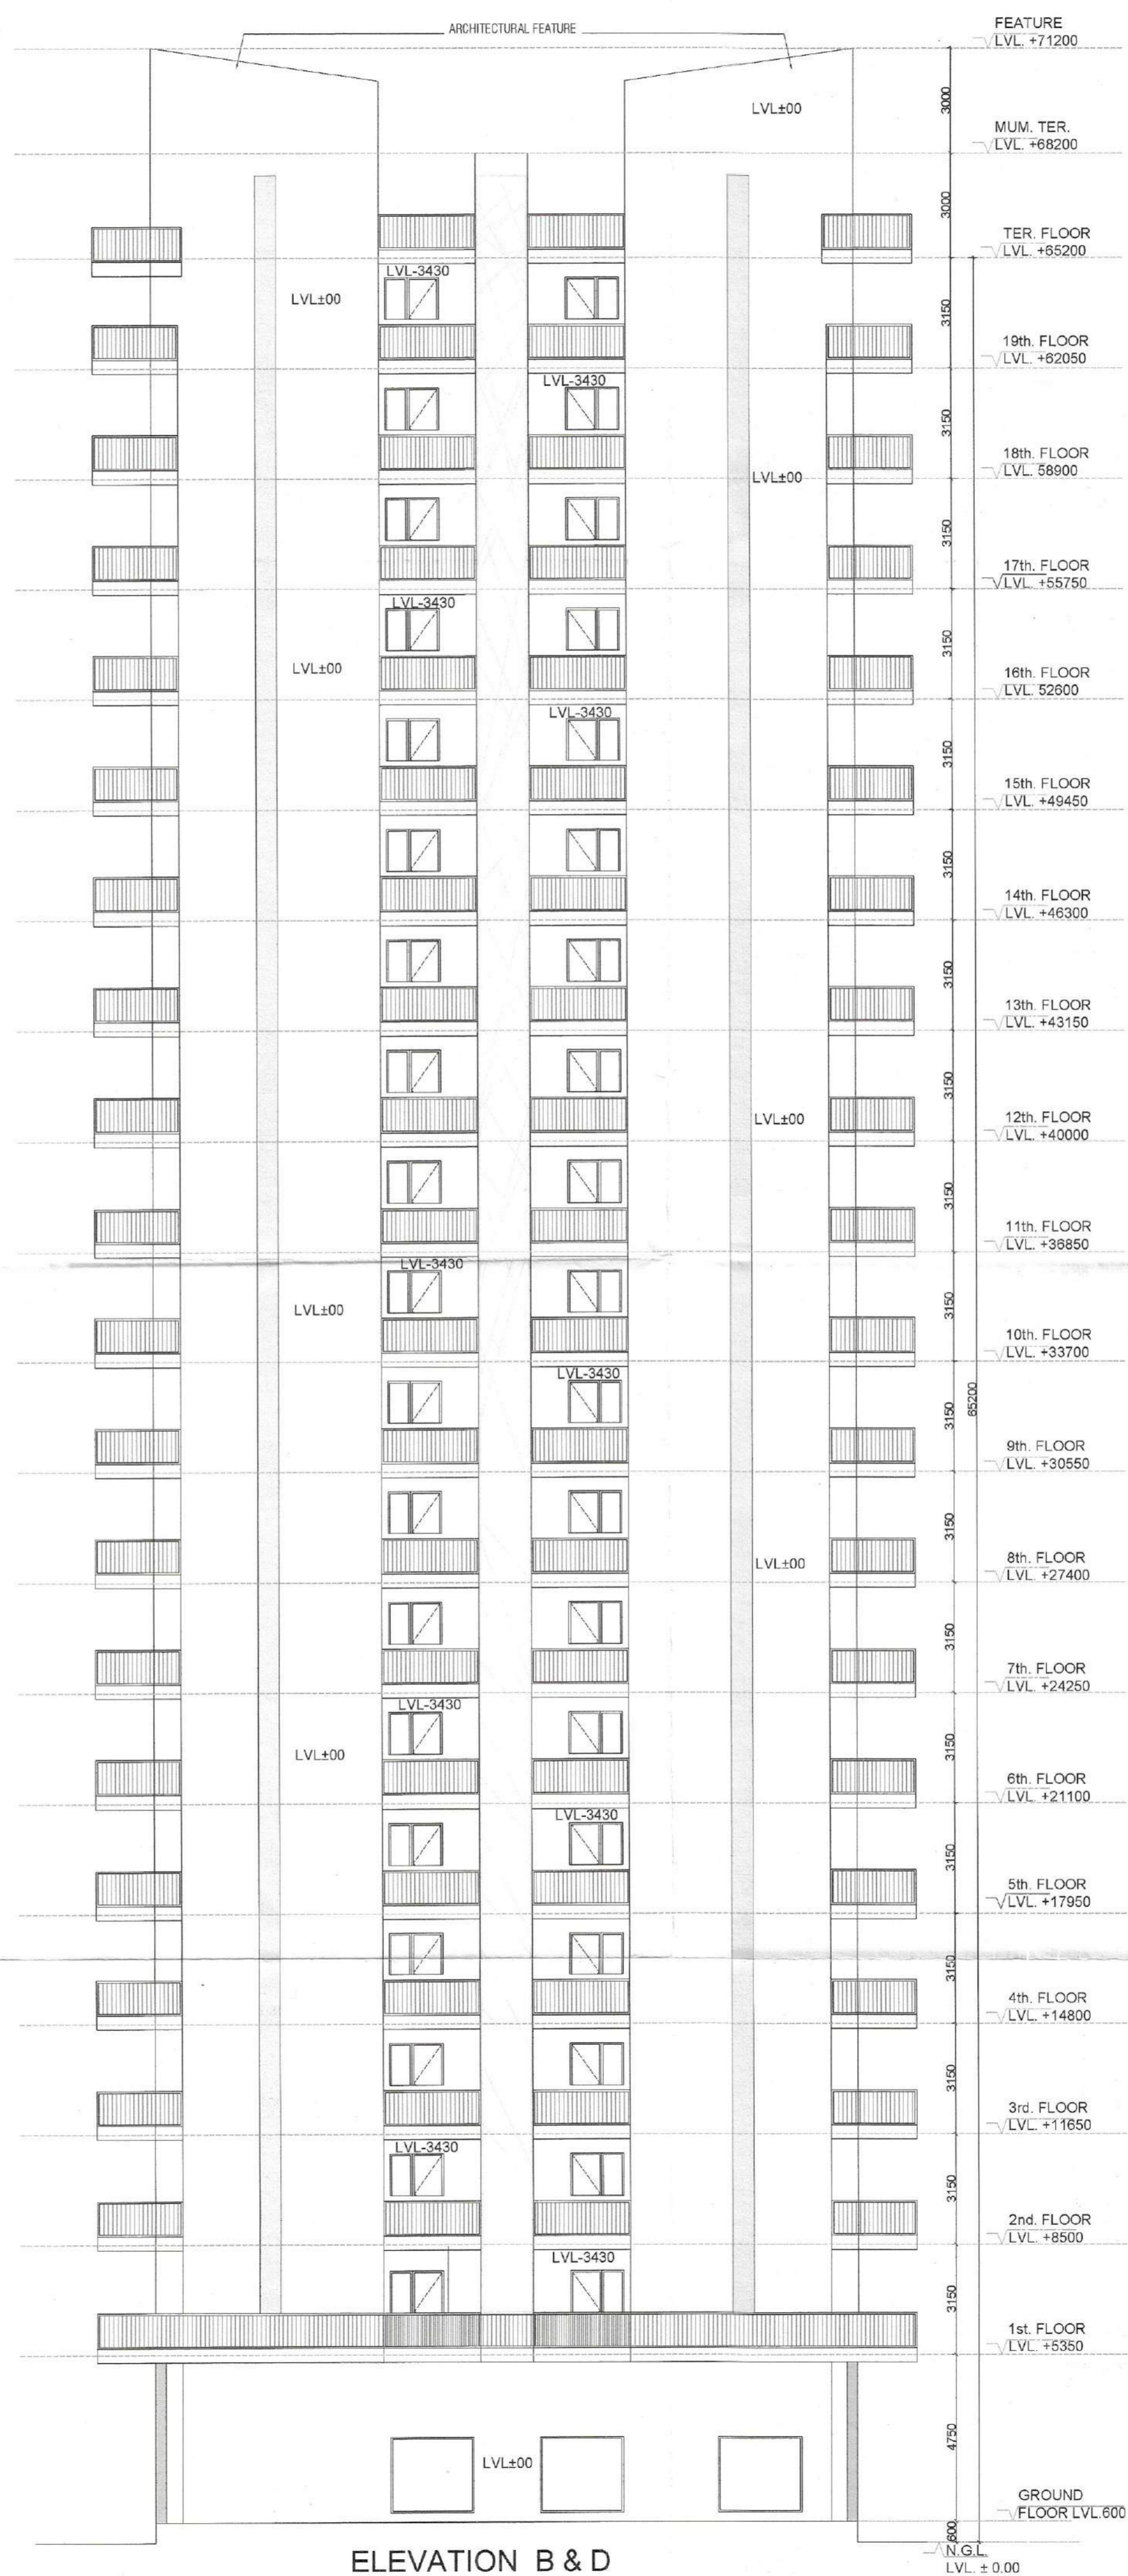 ARCHITECTURAL FEATURE
FEATURE
LVL. +71200
LVL±00
3000
MUM. TER.
LVL. +68200
3000
TER. FLOOR
LVL. +65200
LVL-3430
LVL±00
3150
19th. FLOOR
LVL. +62050
LVL-3430
3150
18th. FLOOR
LVL. 58900
LVL±00
3150
17th. FLOOR
LVL. +55750
LVL-3430
3150
LVL±00
16th. FLOOR
LVL. 52600
LVL-3430
3150
15th. FLOOR
LVL. +49450
3150
14th. FLOOR
LVL. +46300
3150
13th. FLOOR
LVL. +43150
3150
LVL±00
12th. FLOOR
LVL. +40000
3150
11th. FLOOR
LVL. +36850
LVL-3430
LVL±00
3150
10th. FLOOR
LVL. +33700
LVL-3430
65200
3150
9th. FLOOR
LVL. +30550
3150
8th. FLOOR
LVL. +27400
LVL±00
3150
7th. FLOOR
LVL. +24250
LVL-3430
LVL±00
3150
6th. FLOOR
LVL. +21100
LVL-3430
3150
5th. FLOOR
LVL. +17950
3150
4th. FLOOR
LVL. +14800
3150
3rd. FLOOR
LVL. +11650
LVL-3430
3150
2nd. FLOOR
LVL. +8500
LVL-3430
3150
1st. FLOOR
LVL. +5350
4750
LVL±00
GROUND
FLOOR LVL.600
600
N.G.L.
LVL. ± 0.00
ELEVATION B & D